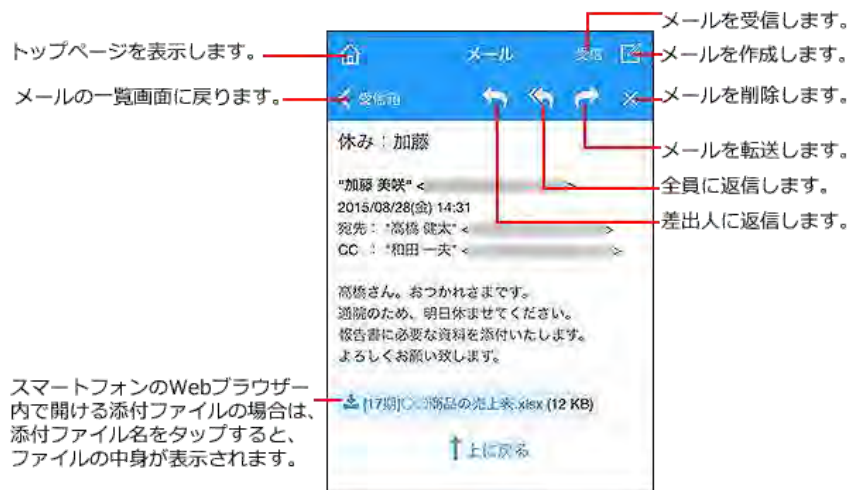 メールを受信します。
トップページを表示します。
メール
受信
メールを作成します。
メールの一覧画面に戻ります。
受信箱
メールを削除します。
休み：加藤
メールを転送します。
"加藤 美咲" <
>
全員に返信します。
2015/08/28(金) 14:31
宛先： "高橋 健太" <
>
差出人に返信します。
CC ： "和田 一夫" <
>
高橋さん。おつかれさまです。
通院のため、明日休ませてください。
報告書に必要な資料を添付いたします。
よろしくお願い致します。
スマートフォンのWebブラウザー
内で開ける添付ファイルの場合は、
添付ファイル名をタップすると、
ファイルの中身が表示されます。
[17期]○○商品の売上表.xlsx (12 KB)
上に戻る